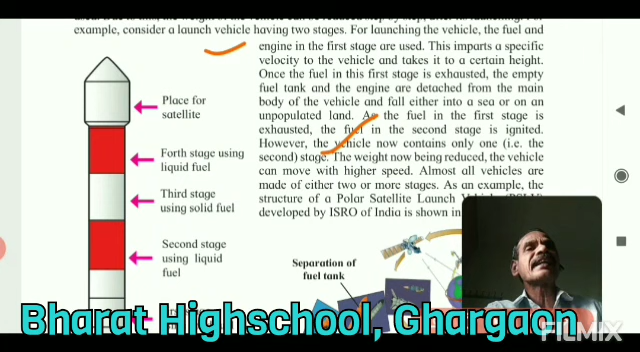 example, consider a launch vehicle having two stages. For launching the vehicle, the fuel and
engine in the first stage are used. This imparts a specific
velocity to the vehicle and takes it to a certain height.
Once the fuel in this first stage is exhausted, the empty
fuel tank and the engine are detached from the main
body of the vehicle and fall either into a sea or on an
unpopulated land. As the fuel in the first stage is
exhausted, the fuel in the second stage is ignited.
However, the vehicle now contains only one (i.e. the
second) stage. The weight now being reduced, the vehicle
can move with higher speed. Almost all vehicles are
made of either two or more stages. As an example, the
structure of a Polar Satellite Launch
developed by ISRO of India is shown in
Place for
satellite
Forth stage using
liquid fuel
Third stage
using solid fuel
Second stage
using liquid
fuel
Separation of
fuel tank
Bharat Highschool, Ghargaon
FILMIX